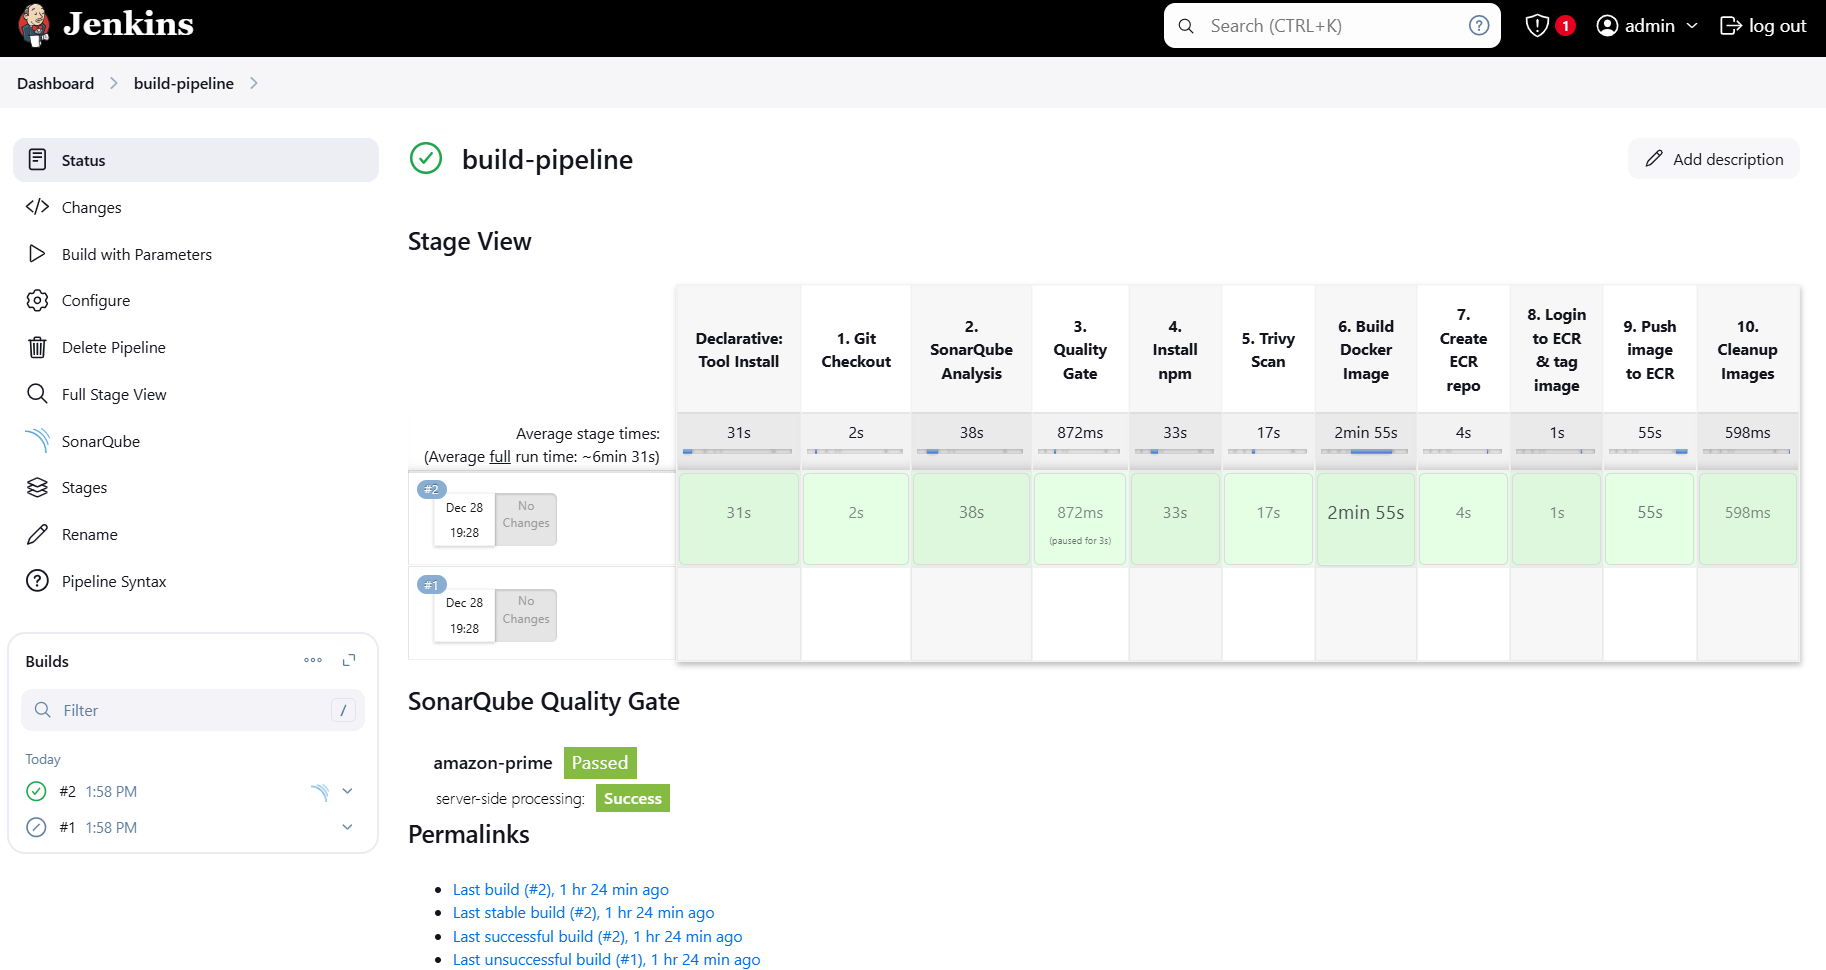 Jenkins
Search (CTRL+K)
1
admin
log out
Dashboard
build-pipeline
Status
Changes
Build with Parameters
Configure
Delete Pipeline
Full Stage View
SonarQube
Stages
Rename
Pipeline Syntax
Builds
Filter
/
Today
#2 1:58 PM
#1 1:58 PM
build-pipeline
Add description
Stage View
Declarative:
Tool Install
1. Git
Checkout
2.
SonarQube
Analysis
3.
Quality
Gate
4.
Install
npm
5. Trivy
Scan
6. Build
Docker
Image
7.
Create
ECR
repo
8. Login
to ECR
& tag
image
9. Push
image
to ECR
10.
Cleanup
Images
Average stage times:
(Average full run time: ~6min 31s)
31s 2s 38s 872ms 33s 17s 2min 55s 4s 1s 55s 598ms
#2
Dec 28
19:28
No
Changes
31s 2s 38s 872ms 33s 17s 2min 55s 4s 1s 55s 598ms
(paused for 3s)
#1
Dec 28
19:28
No
Changes
SonarQube Quality Gate
amazon-prime Passed
server-side processing: Success
Permalinks
Last build (#2), 1 hr 24 min ago
Last stable build (#2), 1 hr 24 min ago
Last successful build (#2), 1 hr 24 min ago
Last unsuccessful build (#1), 1 hr 24 min ago